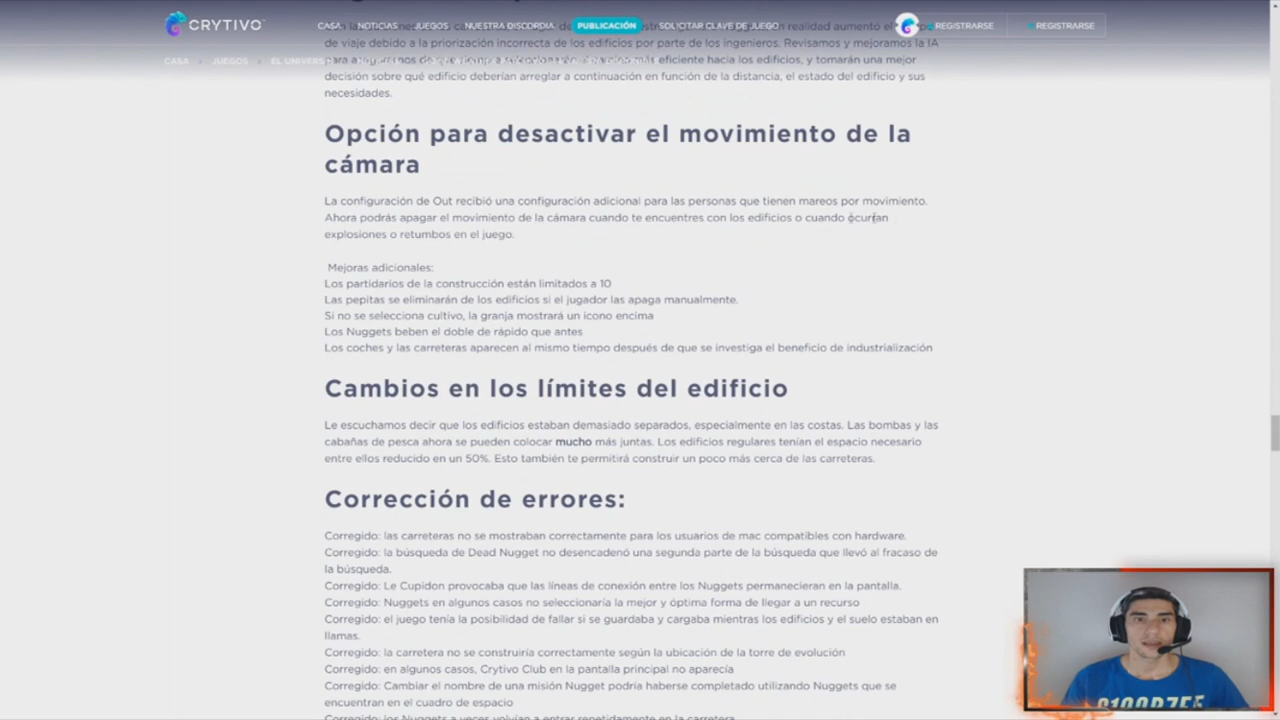 CRYTIVO
CASA NOTICIAS JUEGOS NUESTRA DISCORDIA PUBLICACIÓN SOLICITAR CLAVE DE JUEGO REGISTRARSE REGISTRARSE
de viaje debido a la priorización incorrecta de los edificios por parte de los ingenieros. Revisamos y mejoramos la IA
CASA JUEGOS
decisión sobre qué edificio deberían arreglar a continuación en función de la distancia, el estado del edificio y sus
necesidades.
Opción para desactivar el movimiento de la
cámara
La configuración de Out recibió una configuración adicional para las personas que tienen mareos por movimiento.
Ahora podrás apagar el movimiento de la cámara cuando te encuentres con los edificios o cuando ocurran
explosiones o retumbos en el juego.
Mejoras adicionales:
Los partidarios de la construcción están limitados a 10
Las pepitas se eliminarán de los edificios si el jugador las apaga manualmente.
Si no se selecciona cultivo, la granja mostrará un icono encima
Los Nuggets beben el doble de rápido que antes
Los coches y las carreteras aparecen al mismo tiempo después de que se investiga el beneficio de industrialización
Cambios en los límites del edificio
Le escuchamos decir que los edificios estaban demasiado separados, especialmente en las costas. Las bombas y las
cabañas de pesca ahora se pueden colocar mucho más juntas. Los edificios regulares tenían el espacio necesario
entre ellos reducido en un 50%. Esto también te permitirá construir un poco más cerca de las carreteras.
Corrección de errores:
Corregido: las carreteras no se mostraban correctamente para los usuarios de mac compatibles con hardware.
Corregido: la búsqueda de Dead Nugget no desencadenó una segunda parte de la búsqueda que llevó al fracaso de
la búsqueda.
Corregido: Le Cupidon provocaba que las líneas de conexión entre los Nuggets permanecieran en la pantalla.
Corregido: Nuggets en algunos casos no seleccionaría la mejor y óptima forma de llegar a un recurso
Corregido: el juego tenía la posibilidad de fallar si se guardaba y cargaba mientras los edificios y el suelo estaban en
llamas.
Corregido: la carretera no se construiría correctamente según la ubicación de la torre de evolución
Corregido: en algunos casos, Crytivo Club en la pantalla principal no aparecía
Corregido: Cambiar el nombre de una misión Nugget podría haberse completado utilizando Nuggets que se
encuentran en el cuadro de espacio
Corregido: los Nuggets a veces volvían a entrar repetidamente en la carretera